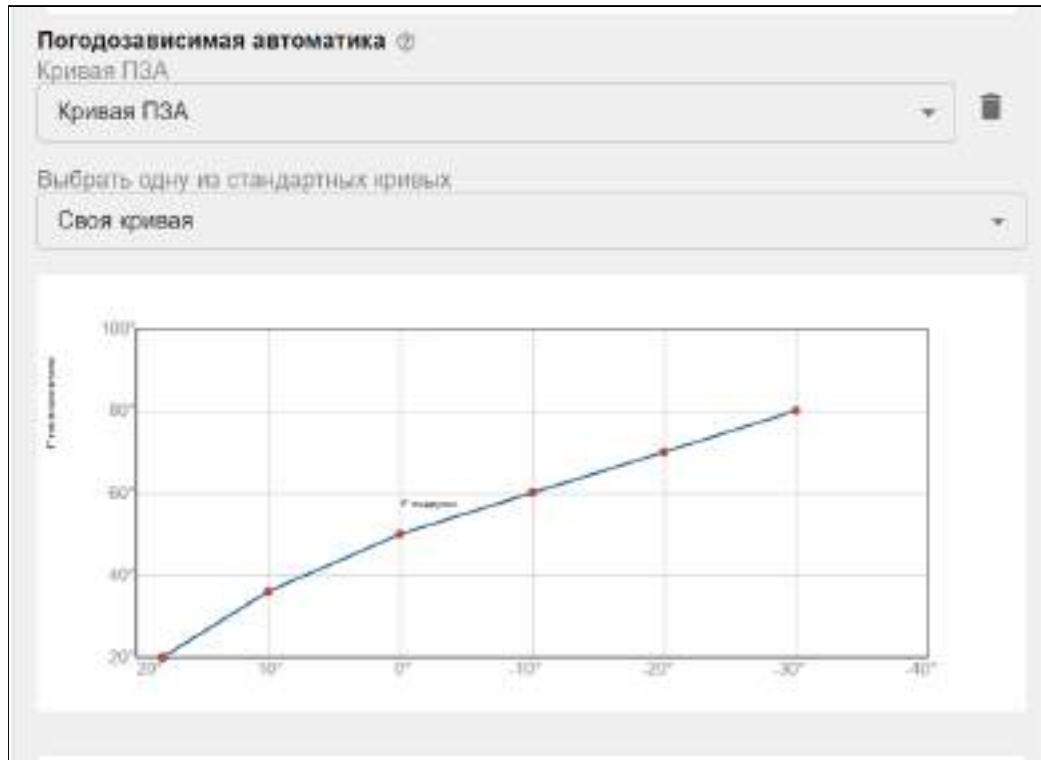 Погодозависимая автоматика
Кривая ПЗА
Кривая ПЗА
Выбрать одну из стандартных кривых
Своя кривая
100°
80°
60°
40°
20°
20° 10° 0° -10° -20° -30° -40°